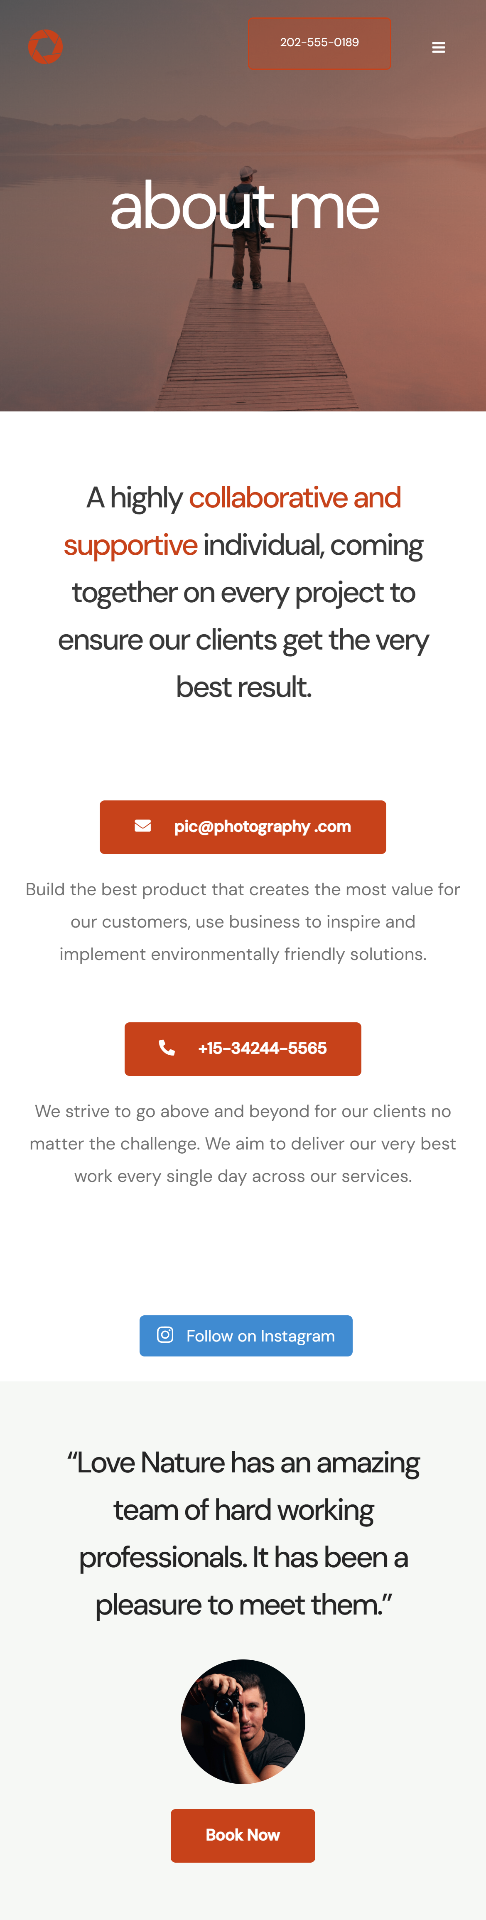 202-555-0189
about me
A highly collaborative and
supportive individual, coming
together on every project to
ensure our clients get the very
best result.
pic@photography .com
Build the best product that creates the most value for
our customers, use business to inspire and
implement environmentally friendly solutions.
+15-34244-5565
We strive to go above and beyond for our clients no
matter the challenge. We aim to deliver our very best
work every single day across our services.
Follow on Instagram
“Love Nature has an amazing
team of hard working
professionals. It has been a
pleasure to meet them.”
Book Now